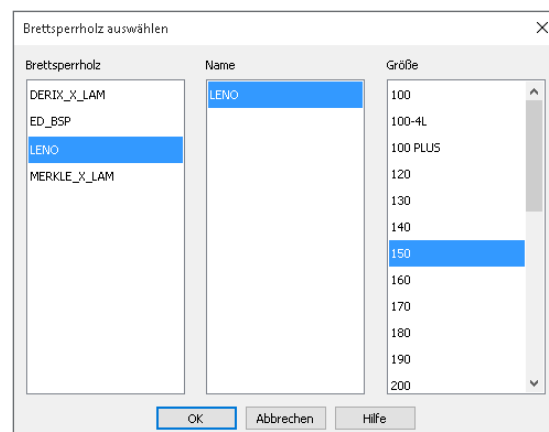 Brettsperrholz auswählen
Brettsperrholz
Name
Größe
DERIX_X_LAM
ED_BSP
LENO
MERKLE_X_LAM
LENO
100
100-4L
100 PLUS
120
130
140
150
160
170
180
190
200
OK
Abbrechen
Hilfe